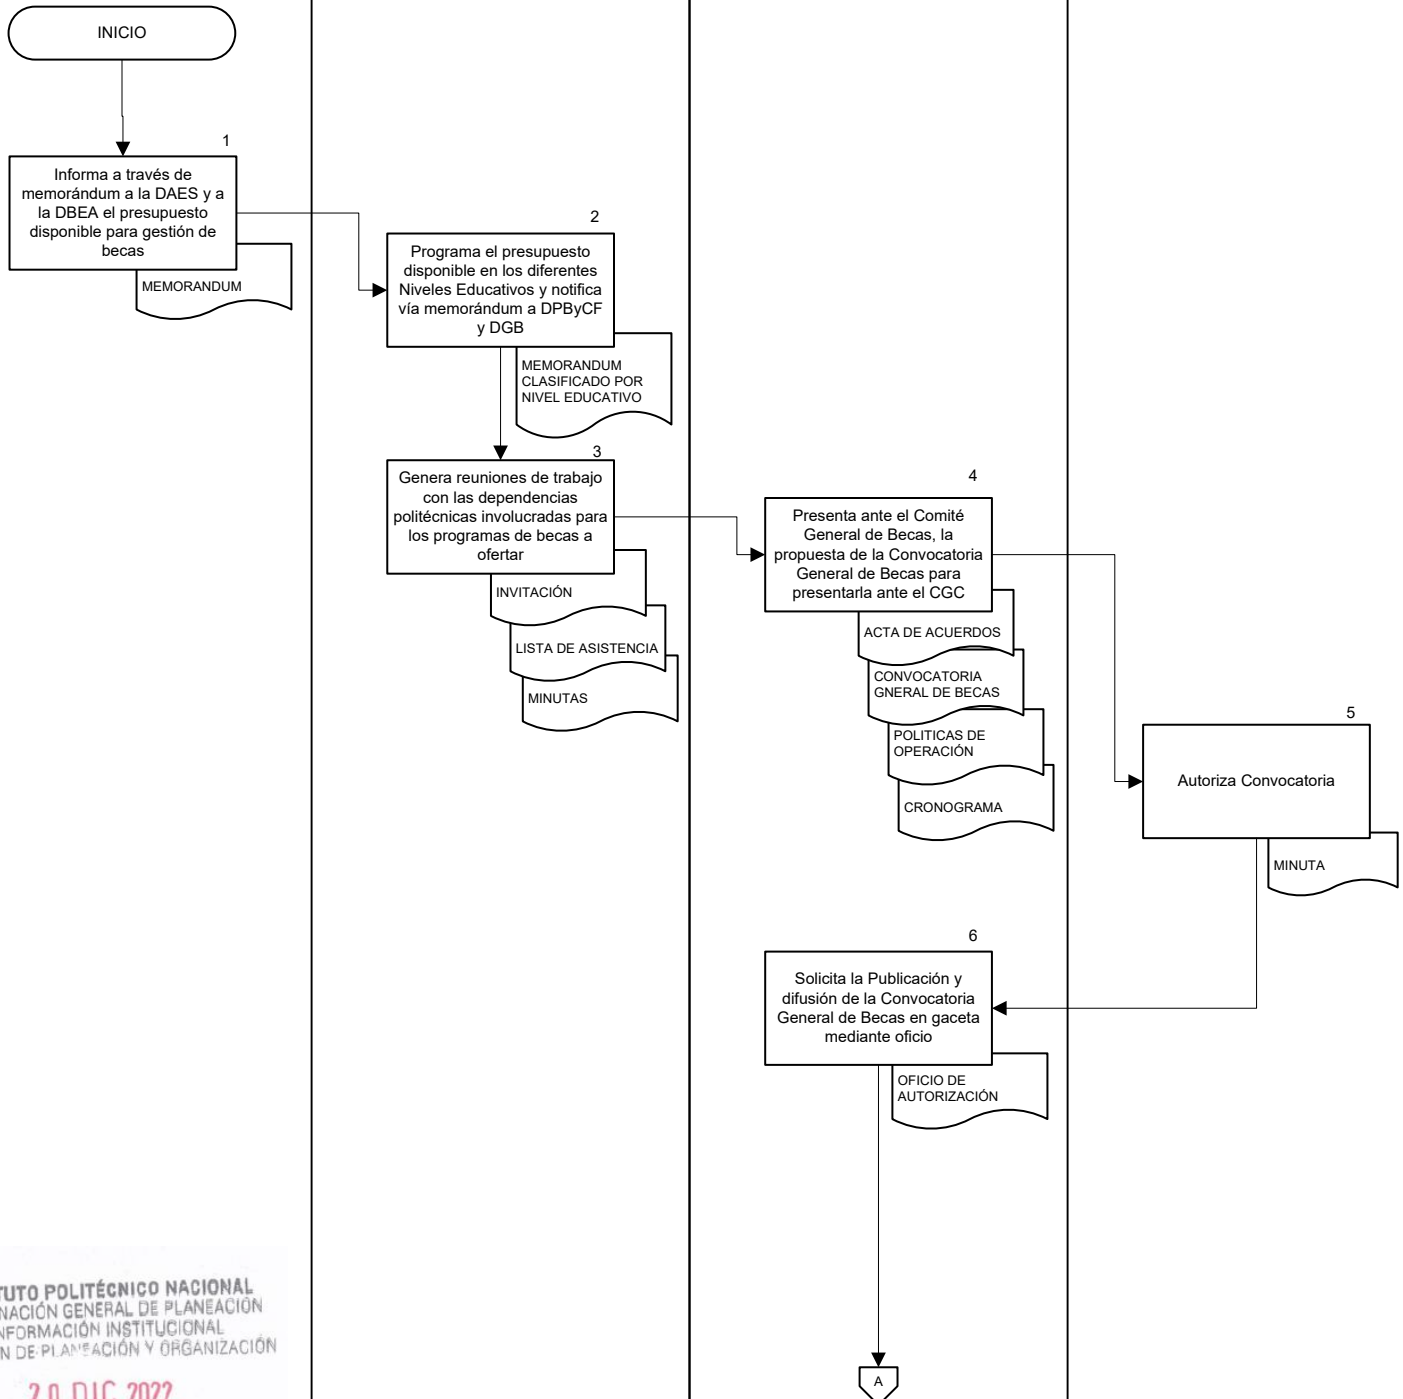 INICIO
1
Informa a través de
memorándum a la DAES y a
la DBEA el presupuesto
disponible para gestión de
becas
MEMORANDUM
2
Programa el presupuesto
disponible en los diferentes
Niveles Educativos y notifica
vía memorándum a DPByCF
y DGB
MEMORANDUM
CLASIFICADO POR
NIVEL EDUCATIVO
3
Genera reuniones de trabajo
con las dependencias
politécnicas involucradas para
los programas de becas a
ofertar
INVITACIÓN
LISTA DE ASISTENCIA
MINUTAS
4
Presenta ante el Comité
General de Becas, la
propuesta de la Convocatoria
General de Becas para
presentarla ante el CGC
ACTA DE ACUERDOS
CONVOCATORIA
GNERAL DE BECAS
POLITICAS DE
OPERACIÓN
CRONOGRAMA
5
Autoriza Convocatoria
MINUTA
6
Solicita la Publicación y
difusión de la Convocatoria
General de Becas en gaceta
mediante oficio
OFICIO DE
AUTORIZACIÓN
A
TUTO POLITÉCNICO NACIONAL
NACIÓN GENERAL DE PLANEACIÓN
NFORMACIÓN INSTITUCIONAL
N DE PLANEACIÓN Y ORGANIZACIÓN
20 DIC 2022